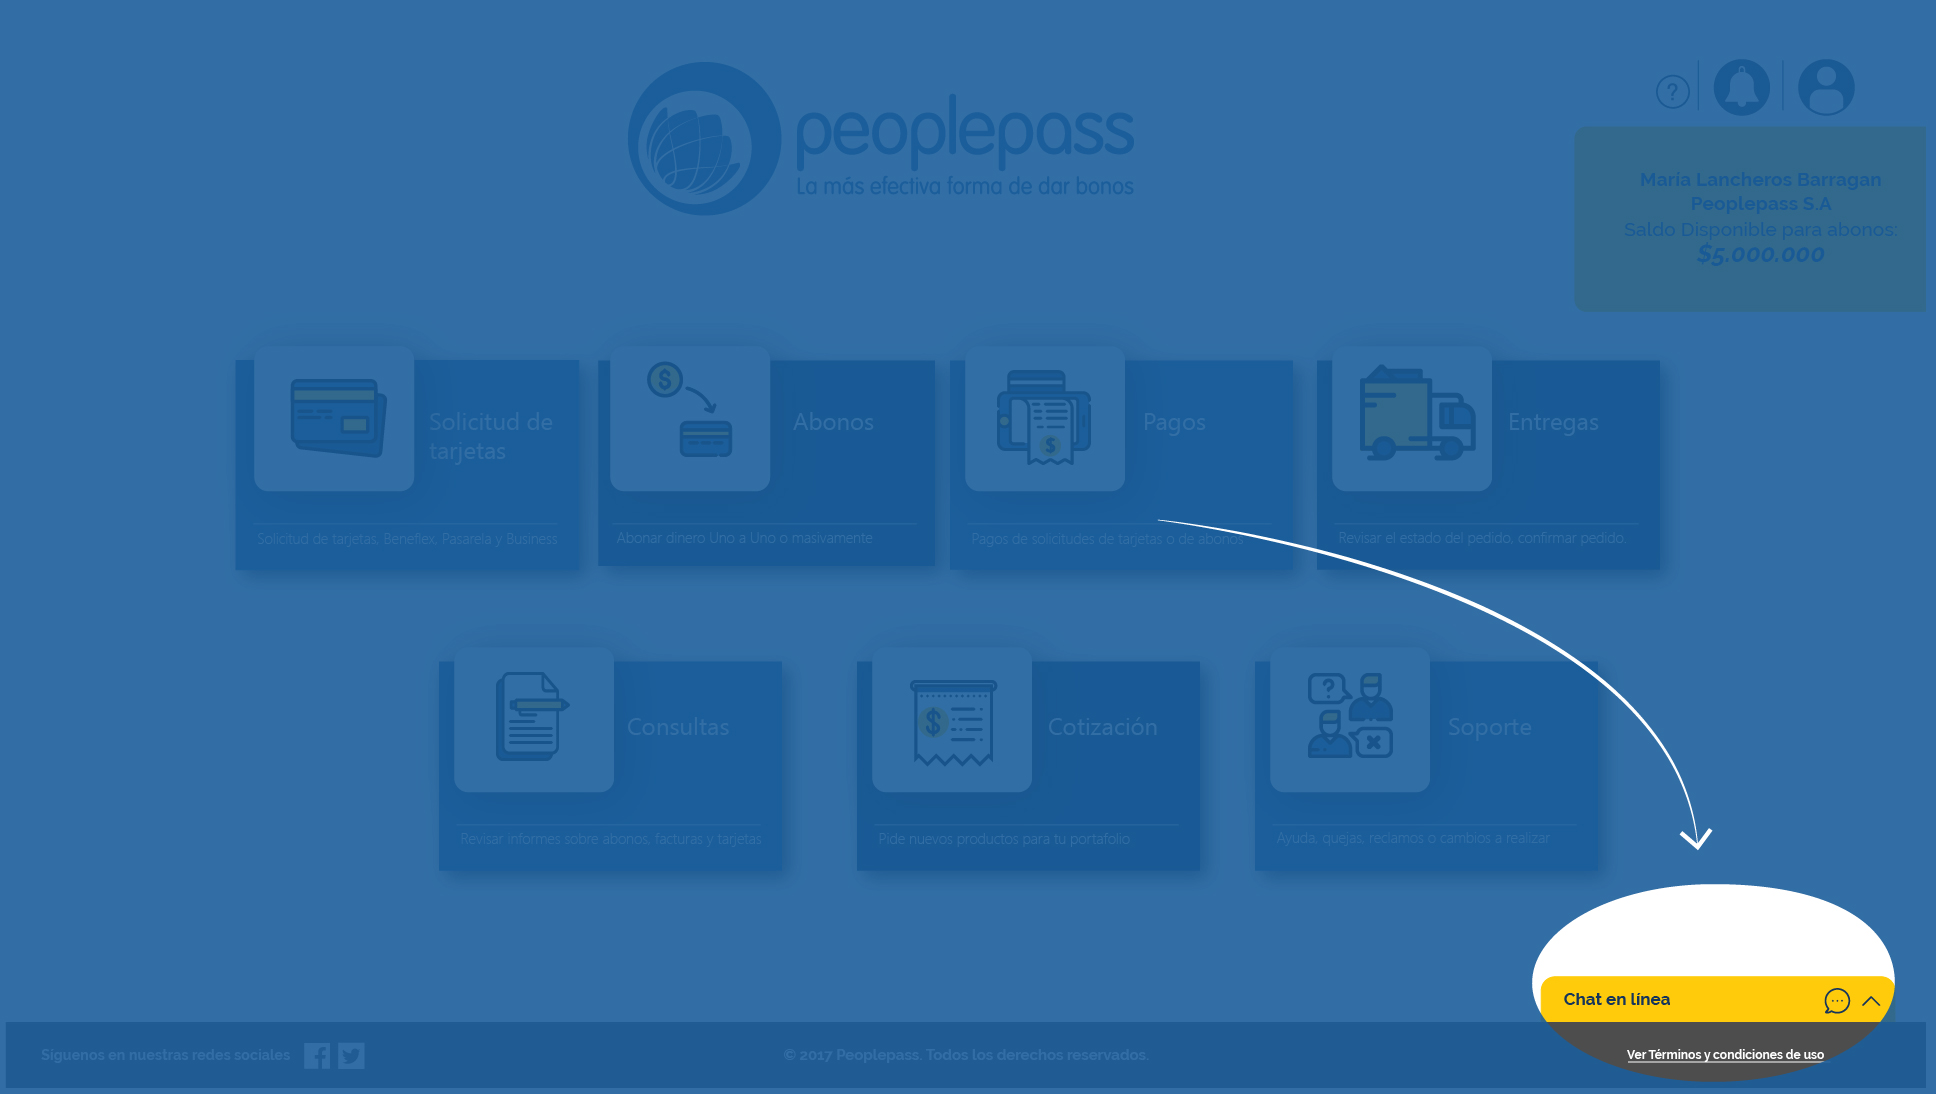 peoplepass
La más efectiva forma de dar bonos
?
María Lancheros Barragan
Peoplepass S.A
Saldo Disponible para abonos:
$5.000.000
Solicitud de
tarjetas
Solicitud de tarjetas. Beneflex, Pasarela y Business
$
Abonos
Abonar dinero Uno a Uno o masivamente
$
Pagos
Pagos de solicitudes de tarjetas o de abonos
Entregas
Revisar el estado del pedido, confirmar pedido.
Consultas
Revisar informes sobre abonos, facturas y tarjetas
$
Cotización
Pide nuevos productos para tu portafolio
?
Soporte
Ayuda, quejas, reclamos o cambios a realizar
Chat en línea
Síguenos en nuestras redes sociales
© 2017 Peoplepass. Todos los derechos reservados.
Ver Términos y condiciones de uso